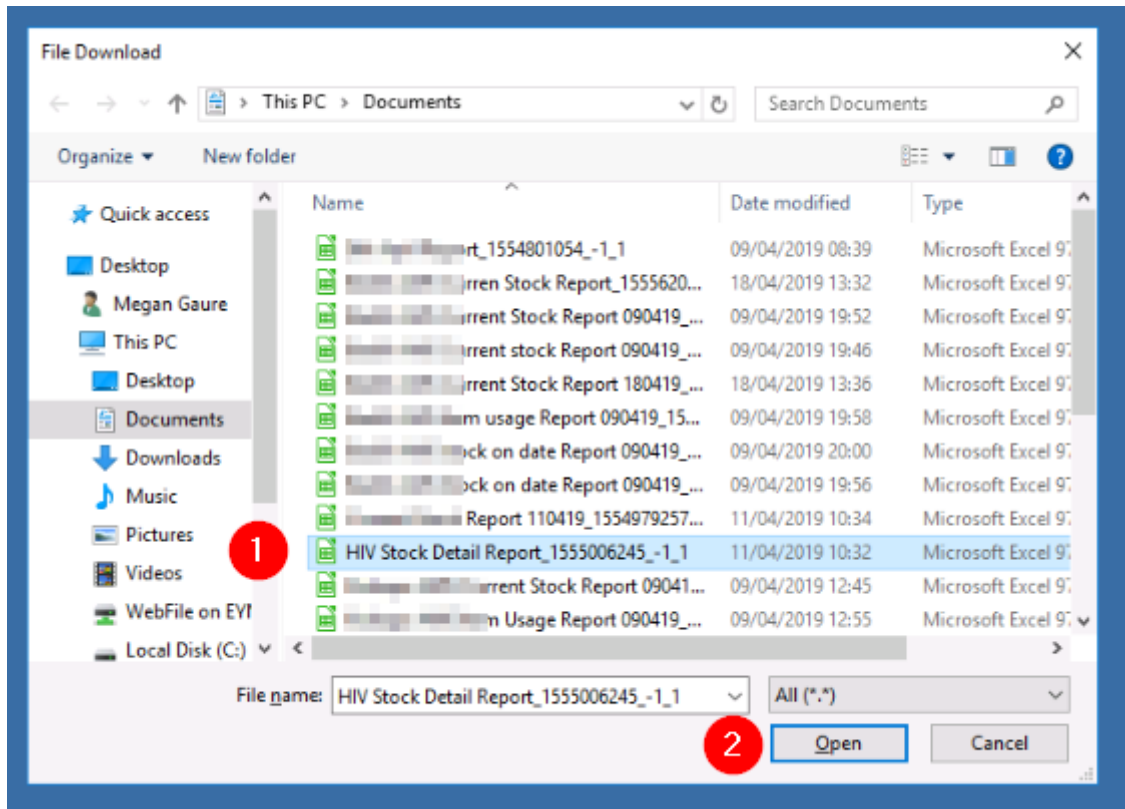 File Download
This PC > Documents
Search Documents
Organize
New folder
Quick access
Desktop
Megan Gaure
This PC
Desktop
Documents
Downloads
Music
Pictures
Videos
WebFile on EYN
Local Disk (C:)
Name Date modified Type
rt_1554801054_-1_1 09/04/2019 08:39 Microsoft Excel 97
rren Stock Report_1555620... 18/04/2019 13:32 Microsoft Excel 97
rrent Stock Report 090419_... 09/04/2019 19:52 Microsoft Excel 97
rrent stock Report 090419_... 09/04/2019 19:46 Microsoft Excel 97
rrent Stock Report 180419_... 18/04/2019 13:36 Microsoft Excel 97
m usage Report 090419_15... 09/04/2019 19:58 Microsoft Excel 97
ock on date Report 090419_... 09/04/2019 20:00 Microsoft Excel 97
ock on date Report 090419_... 09/04/2019 19:56 Microsoft Excel 97
Report 110419_1554979257... 11/04/2019 10:34 Microsoft Excel 97
1 HIV Stock Detail Report_1555006245_-1_1 11/04/2019 10:32 Microsoft Excel 97
rrent Stock Report 09041... 09/04/2019 12:45 Microsoft Excel 97
m Usage Report 090419_... 09/04/2019 12:55 Microsoft Excel 97
File name: HIV Stock Detail Report_1555006245_-1_1 All (*.*)
2 Open Cancel